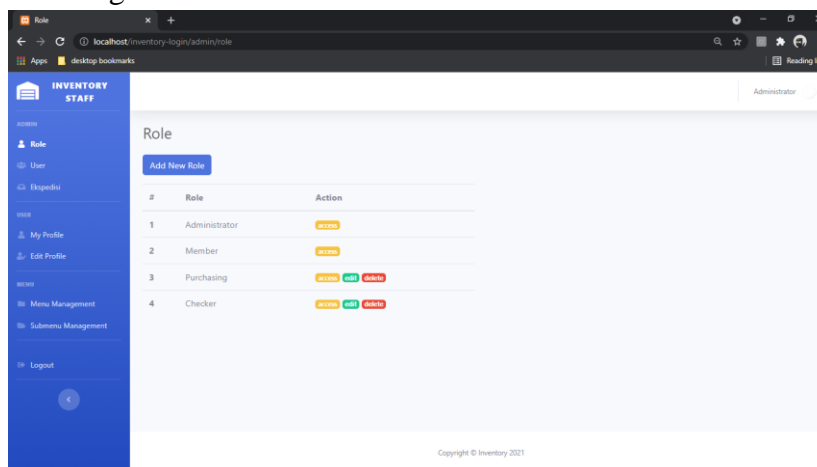 Role
localhost/inventory-login/admin/role
Apps desktop bookmarks
Reading
INVENTORY
STAFF
Administrator
ADMIN
Role
User
Ekspedisi
USER
My Profile
Edit Profile
MENU
Menu Management
Submenu Management
Logout
Role
Add New Role
# Role Action
1 Administrator access
2 Member access
3 Purchasing access edit delete
4 Checker access edit delete
Copyright © Inventory 2021